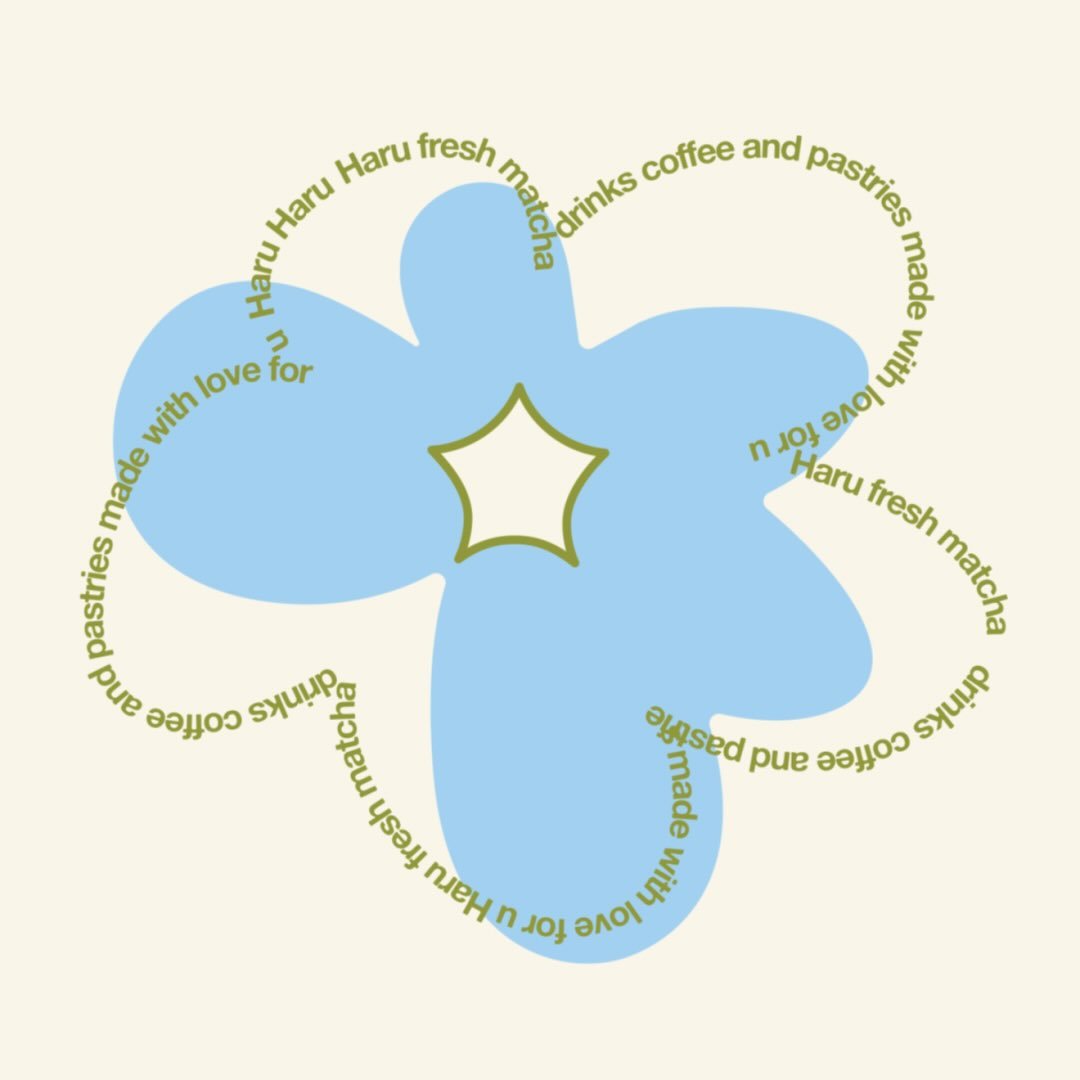 Haru Haru Haru fresh matcha
drinks coffee and pastries made with love for u
Haru fresh matcha
drinks coffee and pastries made with love for u Haru fresh matcha
drinks coffee and pastries made with love for
u